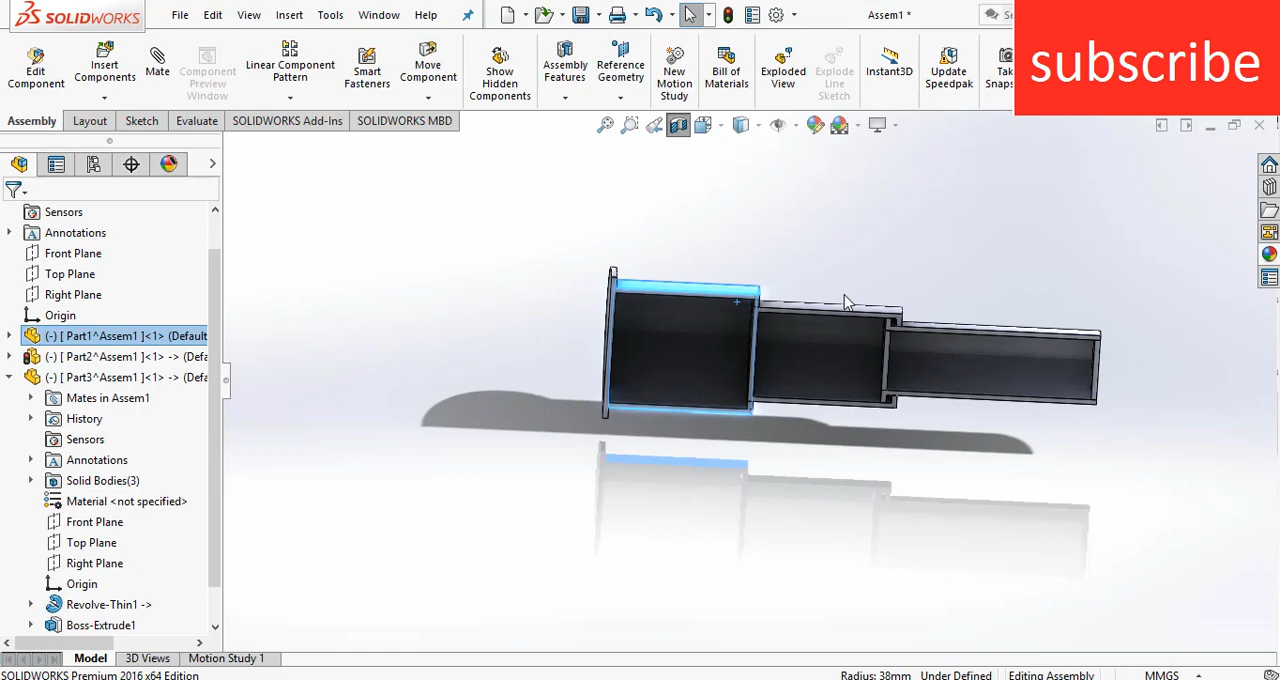 SOLIDWORKS
File Edit View Insert Tools Window Help
Assem1 *
Edit Component
Insert Components
Mate
Component Preview Window
Linear Component Pattern
Smart Fasteners
Move Component
Show Hidden Components
Assembly Features
Reference Geometry
New Motion Study
Bill of Materials
Exploded View
Explode Line Sketch
Instant3D
Update Speedpak
subscribe
Assembly Layout Sketch Evaluate SOLIDWORKS Add-Ins SOLIDWORKS MBD
Sensors
Annotations
Front Plane
Top Plane
Right Plane
Origin
(-) [ Part1^Assem1 ]<1> (Default
(-) [ Part2^Assem1 ]<1> -> (Defa
(-) [ Part3^Assem1 ]<1> -> (Defa
Mates in Assem1
History
Sensors
Annotations
Solid Bodies(3)
Material <not specified>
Front Plane
Top Plane
Right Plane
Origin
Revolve-Thin1 ->
Boss-Extrude1
Model 3D Views Motion Study 1
SOLIDWORKS Premium 2016 x64 Edition
Radius: 38mm Under Defined Editing Assembly MMGS